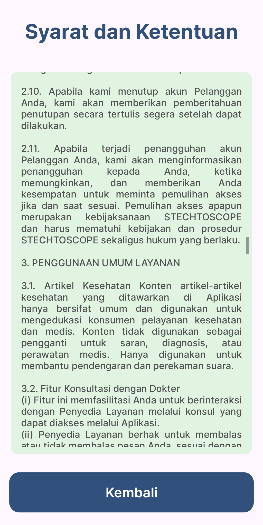 Syarat dan Ketentuan
2.10. Apabila kami menutup akun Pelanggan
Anda, kami akan memberikan pemberitahuan
penutupan secara tertulis segera setelah dapat
dilakukan.
2.11. Apabila terjadi penangguhan akun
Pelanggan Anda, kami akan menginformasikan
penangguhan kepada Anda, ketika
memungkinkan, dan memberikan Anda
kesempatan untuk meminta pemulihan akses
jika dan saat sesuai. Pemulihan akses apapun
merupakan kebijaksanaan STECHTOSCOPE
dan harus mematuhi kebijakan dan prosedur
STECHTOSCOPE sekaligus hukum yang berlaku.
3. PENGGUNAAN UMUM LAYANAN
3.1. Artikel Kesehatan Konten artikel-artikel
kesehatan yang ditawarkan di Aplikasi
hanya bersifat umum dan digunakan untuk
mengedukasi konsumen pelayanan kesehatan
dan medis. Konten tidak digunakan sebagai
pengganti untuk saran, diagnosis, atau
perawatan medis. Hanya digunakan untuk
membantu pendengaran dan perekaman suara.
3.2. Fitur Konsultasi dengan Dokter
(i) Fitur ini memfasilitasi Anda untuk berinteraksi
dengan Penyedia Layanan melalui konsul yang
dapat diakses melalui Aplikasi.
(ii) Penyedia Layanan berhak untuk membalas
atau tidak membalas pesan Anda, sesuai dengan
Kembali